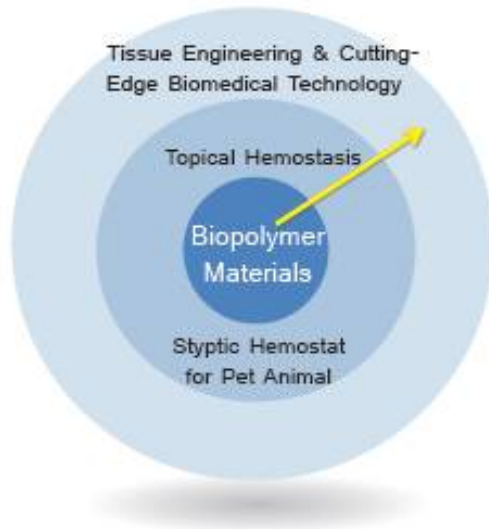 Tissue Engineering & Cutting-
Edge Biomedical Technology
Topical Hemostasis
Biopolymer
Materials
Styptic Hemostat
for Pet Animal